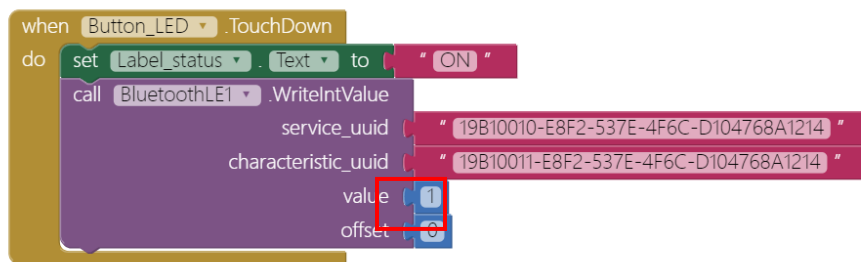 when Button_LED .TouchDown
do set Label_status . Text to " ON "
call BluetoothLE1 .WriteIntValue
service_uuid " 19B10010-E8F2-537E-4F6C-D104768A1214 "
characteristic_uuid " 19B10011-E8F2-537E-4F6C-D104768A1214 "
value 1
offset 0